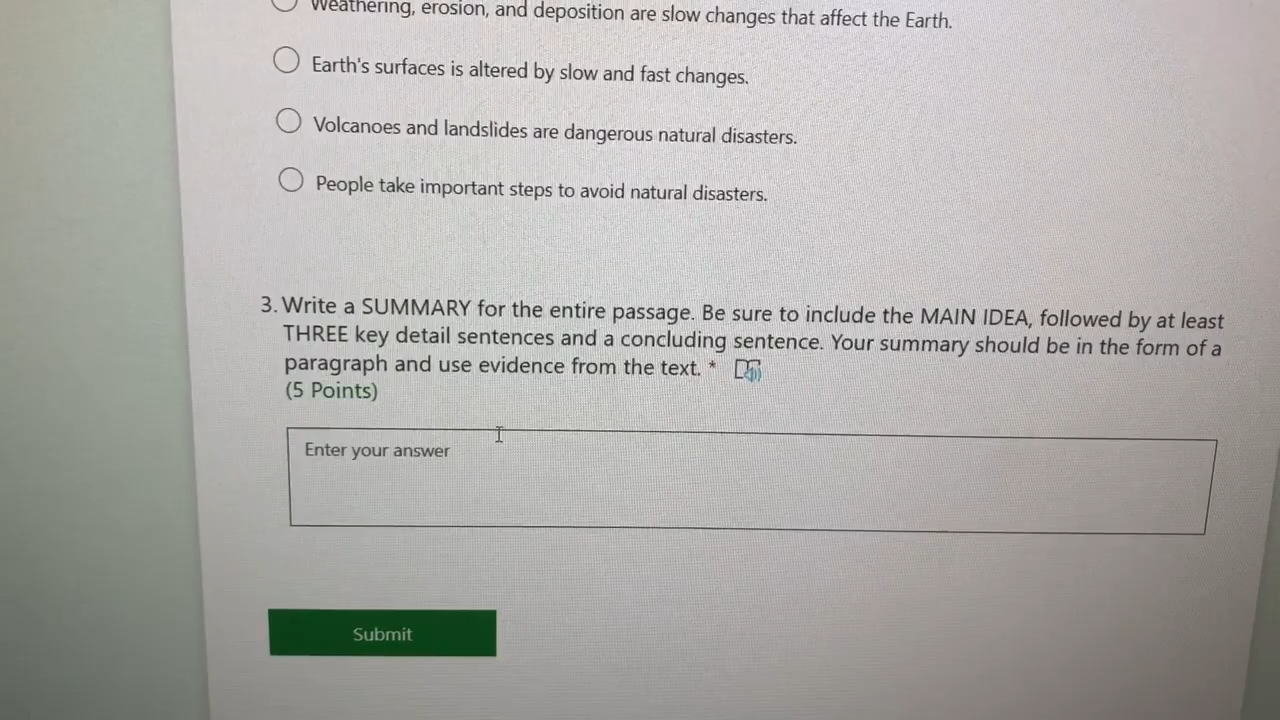 Weathering, erosion, and deposition are slow changes that affect the Earth.
Earth's surfaces is altered by slow and fast changes.
Volcanoes and landslides are dangerous natural disasters.
People take important steps to avoid natural disasters.
3. Write a SUMMARY for the entire passage. Be sure to include the MAIN IDEA, followed by at least
THREE key detail sentences and a concluding sentence. Your summary should be in the form of a
paragraph and use evidence from the text. *
(5 Points)
Enter your answer
Submit